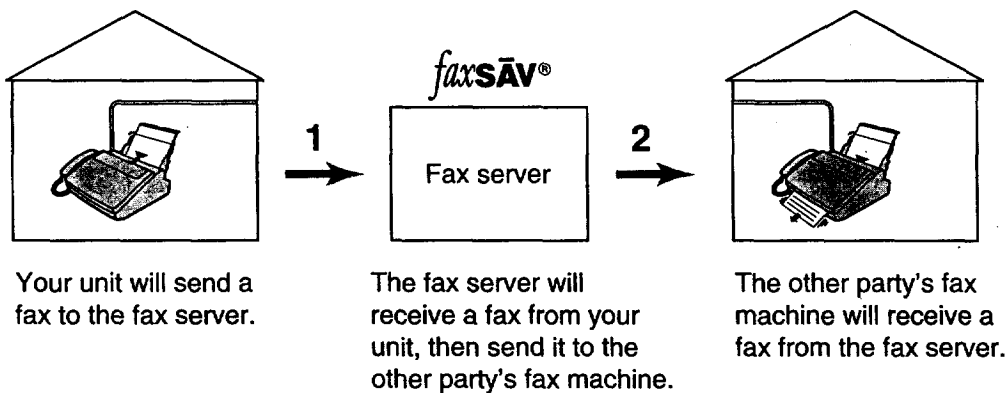 faxSĀV®
1
2
Fax server
Your unit will send a
fax to the fax server.
The fax server will
receive a fax from your
unit, then send it to the
other party's fax machine.
The other party's fax
machine will receive a
fax from the fax server.